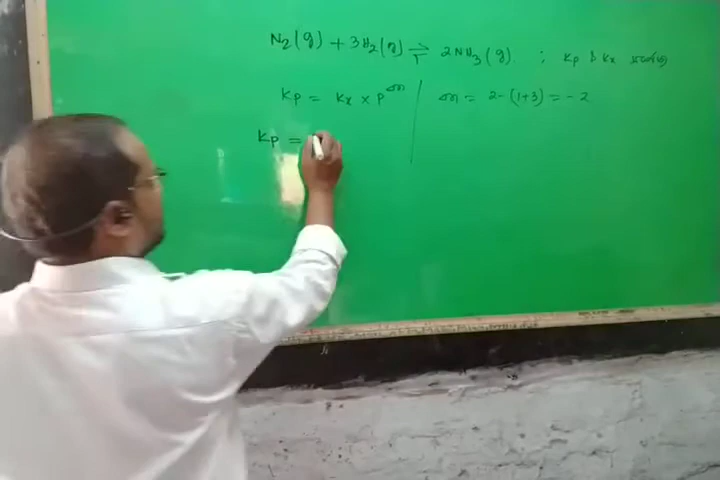 N₂(g) + 3H₂(g) ⇌ 2NH₃(g) ; Kp & Kx সম্পর্ক
Kp = Kx × P^Δn | Δn = 2 - (1+3) = - 2
Kp =